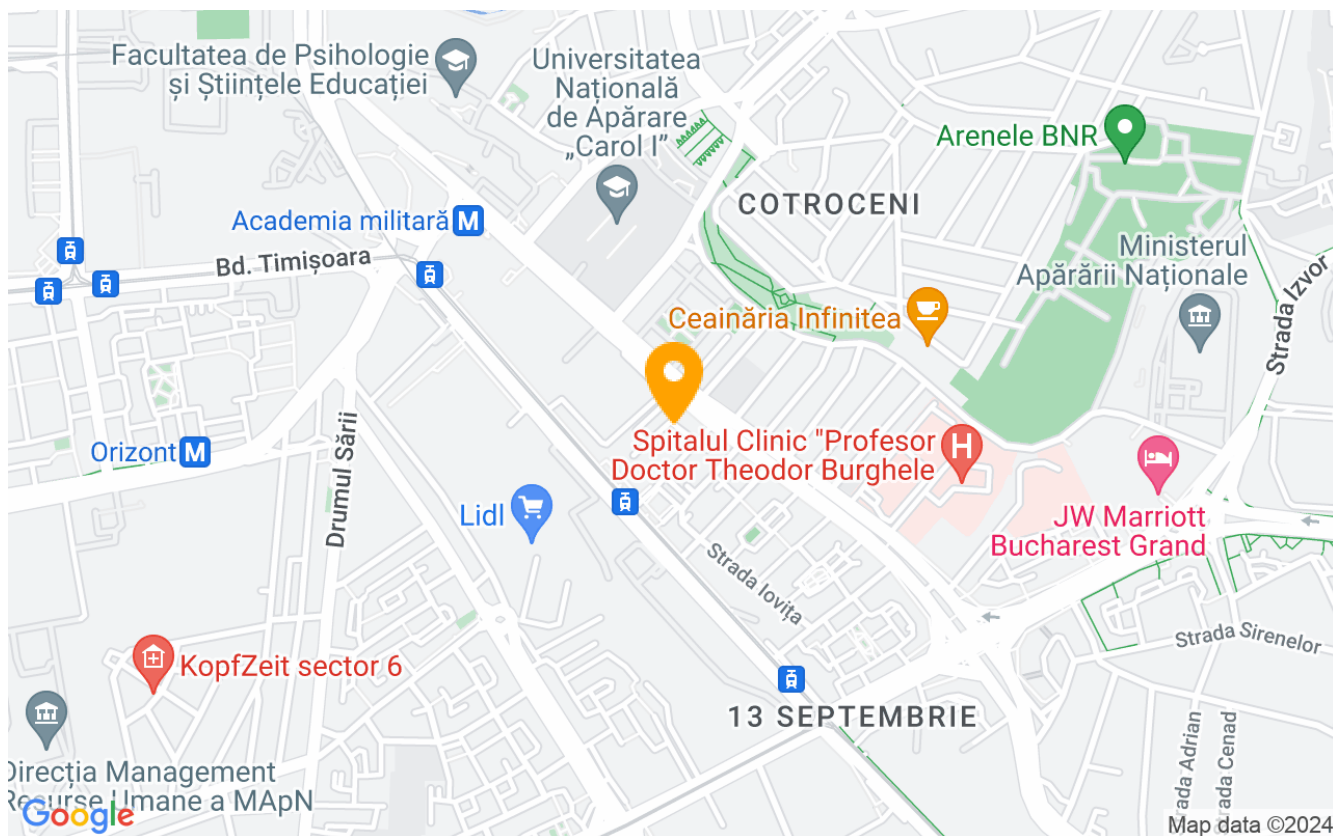 Facultatea de Psihologie
și Științele Educației
Universitatea
Națională
de Apărare
„Carol I”
Arenele BNR
COTROCENI
Academia militară
M
Bd. Timișoara
Ministerul
Apărării Naționale
Strada Izvor
Ceainăria Infinitea
Drumul Sării
Orizont
M
Spitalul Clinic "Profesor
Doctor Theodor Burghele
H
Lidl
JW Marriott
Bucharest Grand
Strada Iovița
Strada Sirenelor
KopfZeit sector 6
13 SEPTEMBRIE
Strada Adrian
Strada Cenad
Direcția Management
Resurse Umane a MApN
Google
Map data ©2024